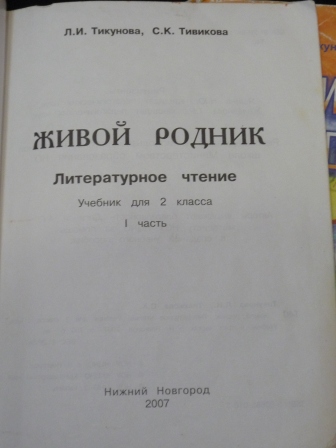 Л.И. Тикунова, С.К. Тивикова
ЖИВОЙ РОДНИК
Литературное чтение
Учебник для 2 класса
I часть
Нижний Новгород
2007